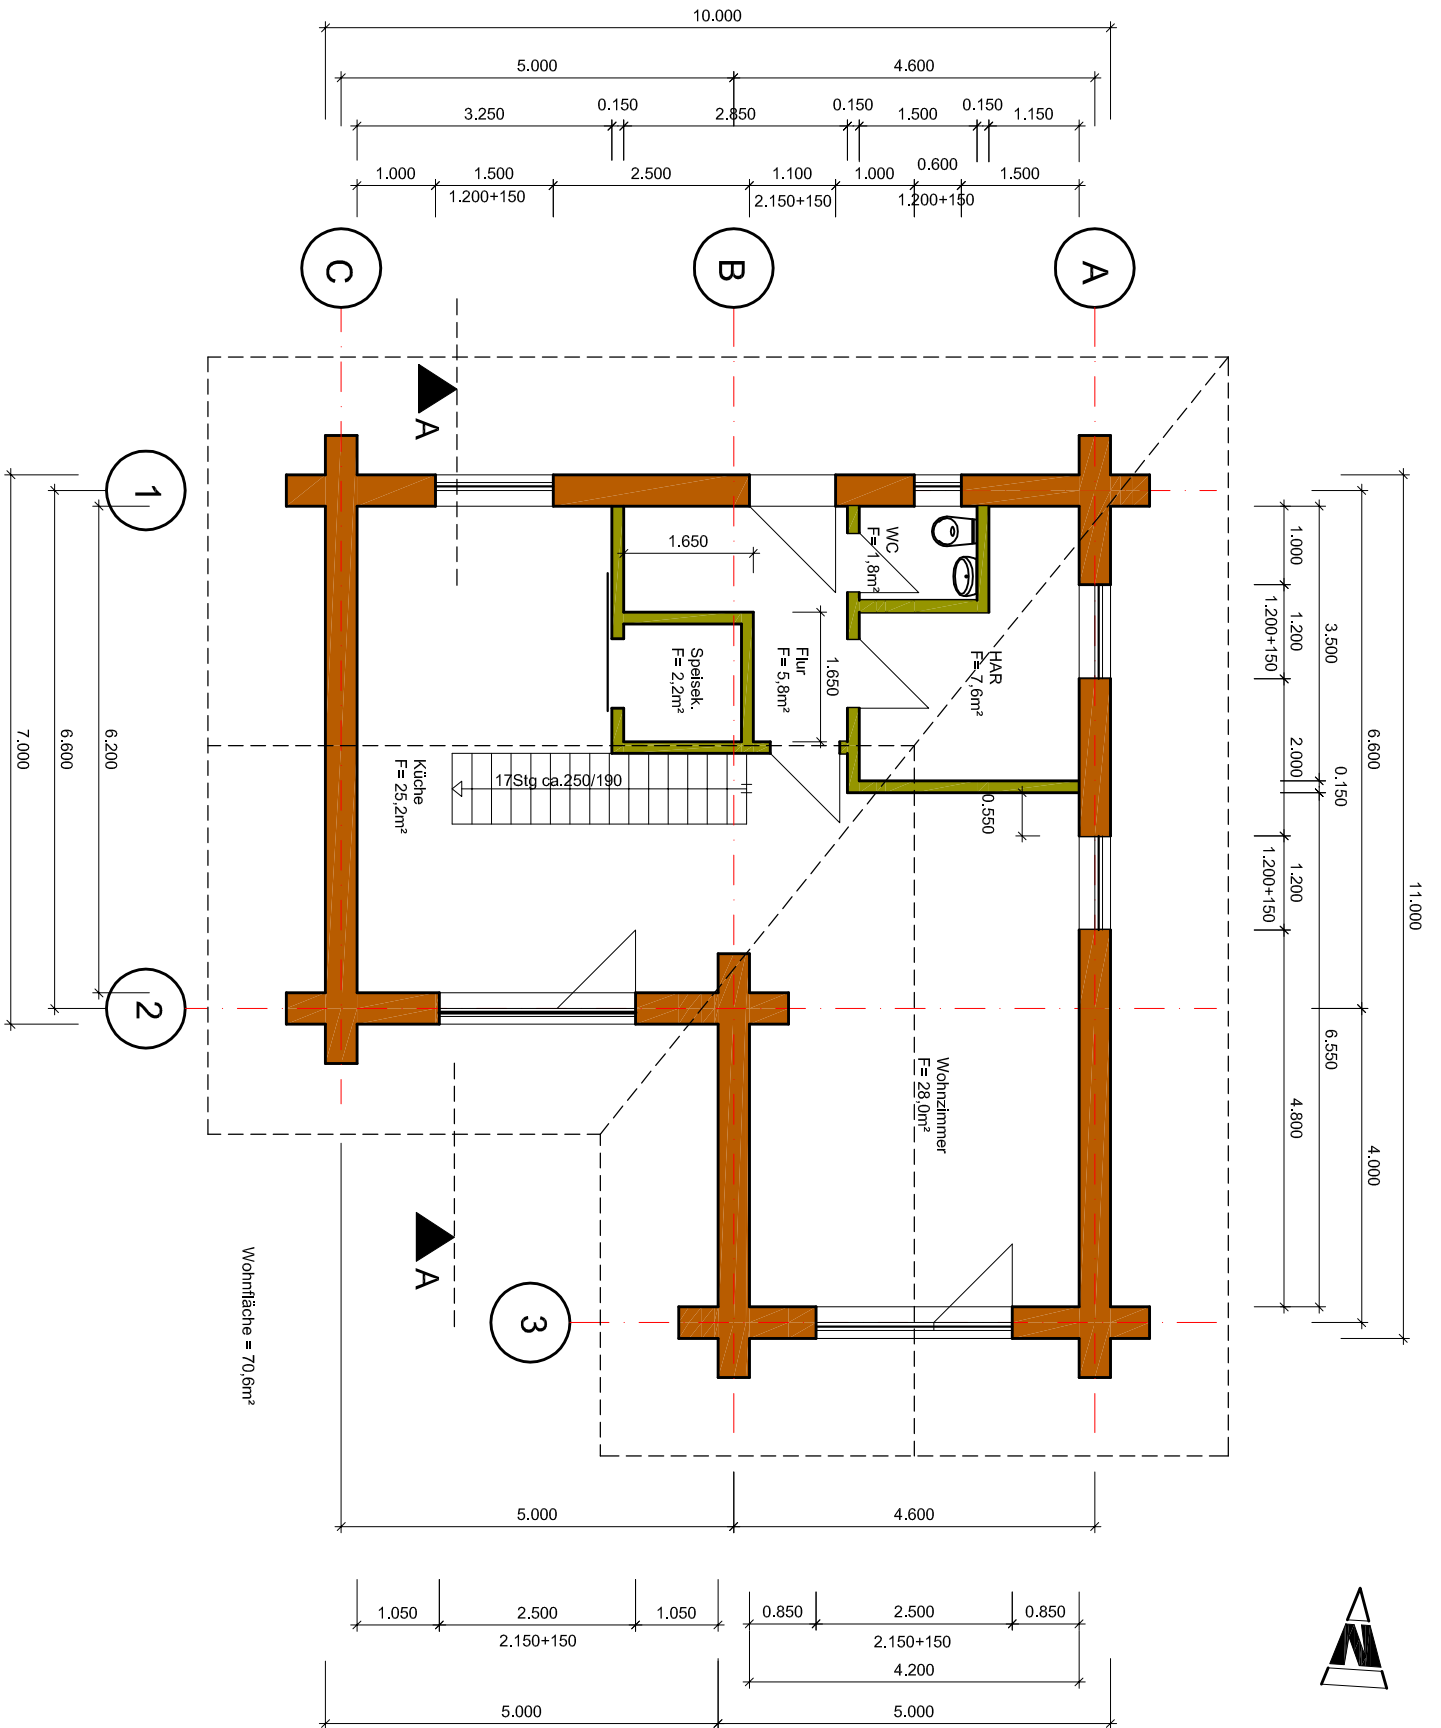 10.000
5.000
4.600
3.250
0.150
2.850
0.150
1.500
0.150
1.150
1.000
1.500
2.500
1.100
1.000
0.600
1.500
1.200+150
2.150+150
1.200+150
C
B
A
A
1
2
3
7.000
6.600
6.200
1.650
WC
F= 1,8m²
1.650
Flur
F= 5,8m²
Speisek.
F= 2,2m²
HAR
F=7,6m²
Küche
F= 25,2m²
17Stg ca.250/190
0.550
Wohnzimmer
F= 28,0m²
A
Wohnfläche = 70,6m²
1.000
1.200
1.200+150
2.000
1.200
1.200+150
4.800
3.500
0.150
6.550
6.600
4.000
11.000
5.000
4.600
1.050
2.500
1.050
2.150+150
0.850
2.500
0.850
2.150+150
4.200
5.000
5.000
N